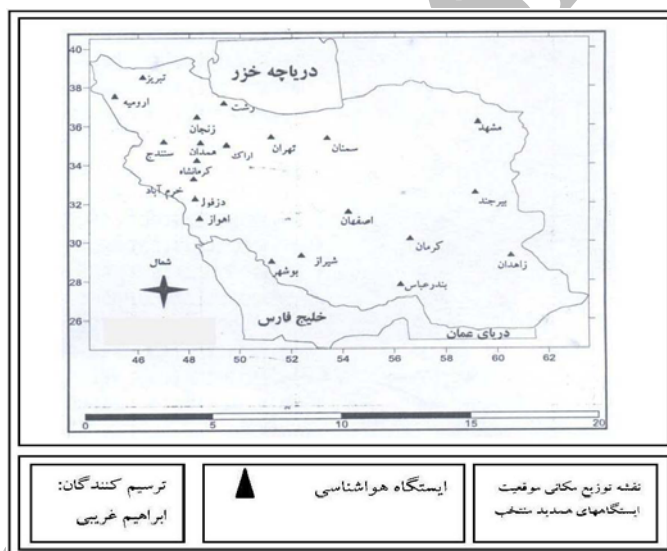 40
38
36
34
32
30
28
26
دریاچه خزر
تبریز
ارومیه
رشت
زنجان
مشهد
سنندج
همدان
اراک
تهران
سمنان
کرمانشاه
خرم آباد
دزفول
اهواز
بیرجند
اصفهان
کرمان
زاهدان
شیراز
بوشهر
بندرعباس
شمال
خلیج فارس
دریای عمان
46 48 50 52 54 56 58 60 62
0 5 10 15 20
نقشه توزیع مکانی موقعیت
ایستگاههای همدید منتخب
ایستگاه هواشناسی
ترسیم کنندگان:
ابراهیم غریبی